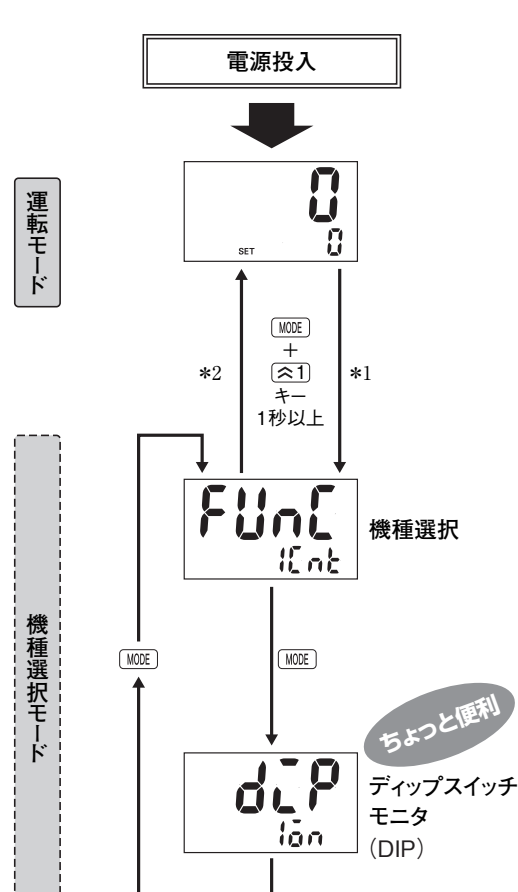 電源投入
運転モード
0
SET
0
MODE
+
1
キー
1秒以上
*2
*1
FUnC
1Cnt
機種選択
機種選択モード
MODE
MODE
ちょっと便利
diP
1on
ディップスイッチ
モニタ
(DIP)